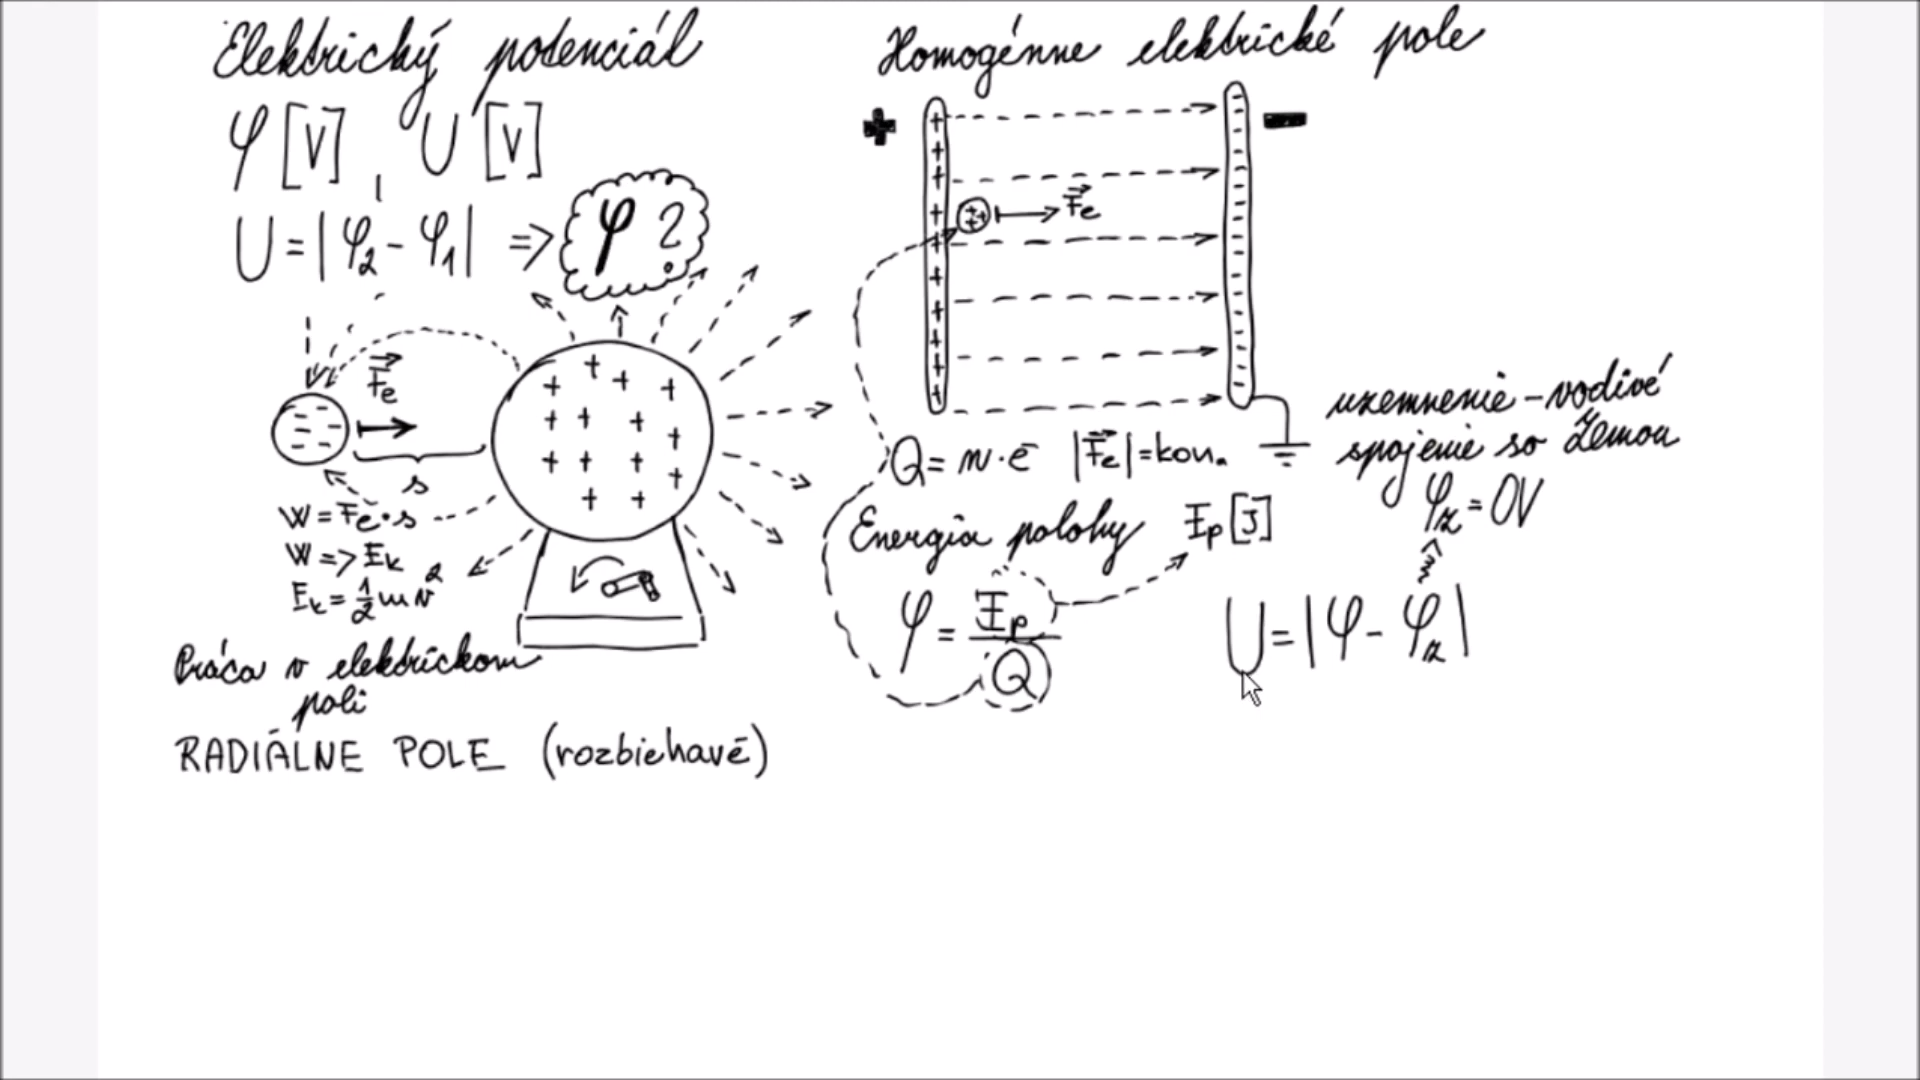 Elektrický potenciál
φ [V], U [V]
U = |φ₂ - φ₁| => φ ?
Fe
s
W = Fe · s
W => Ek
Ek = ½ m v²
Práca v elektrickom
poli
RADIÁLNE POLE (rozbiehavé)
Homogénne elektrické pole
+ −
Fe
Q = n · e |Fe| = kon.
uzemnenie - vodivé
spojenie so Zemou
φz = 0V
Energia polohy Ep [J]
φ = Ep / Q
U = |φ - φz|